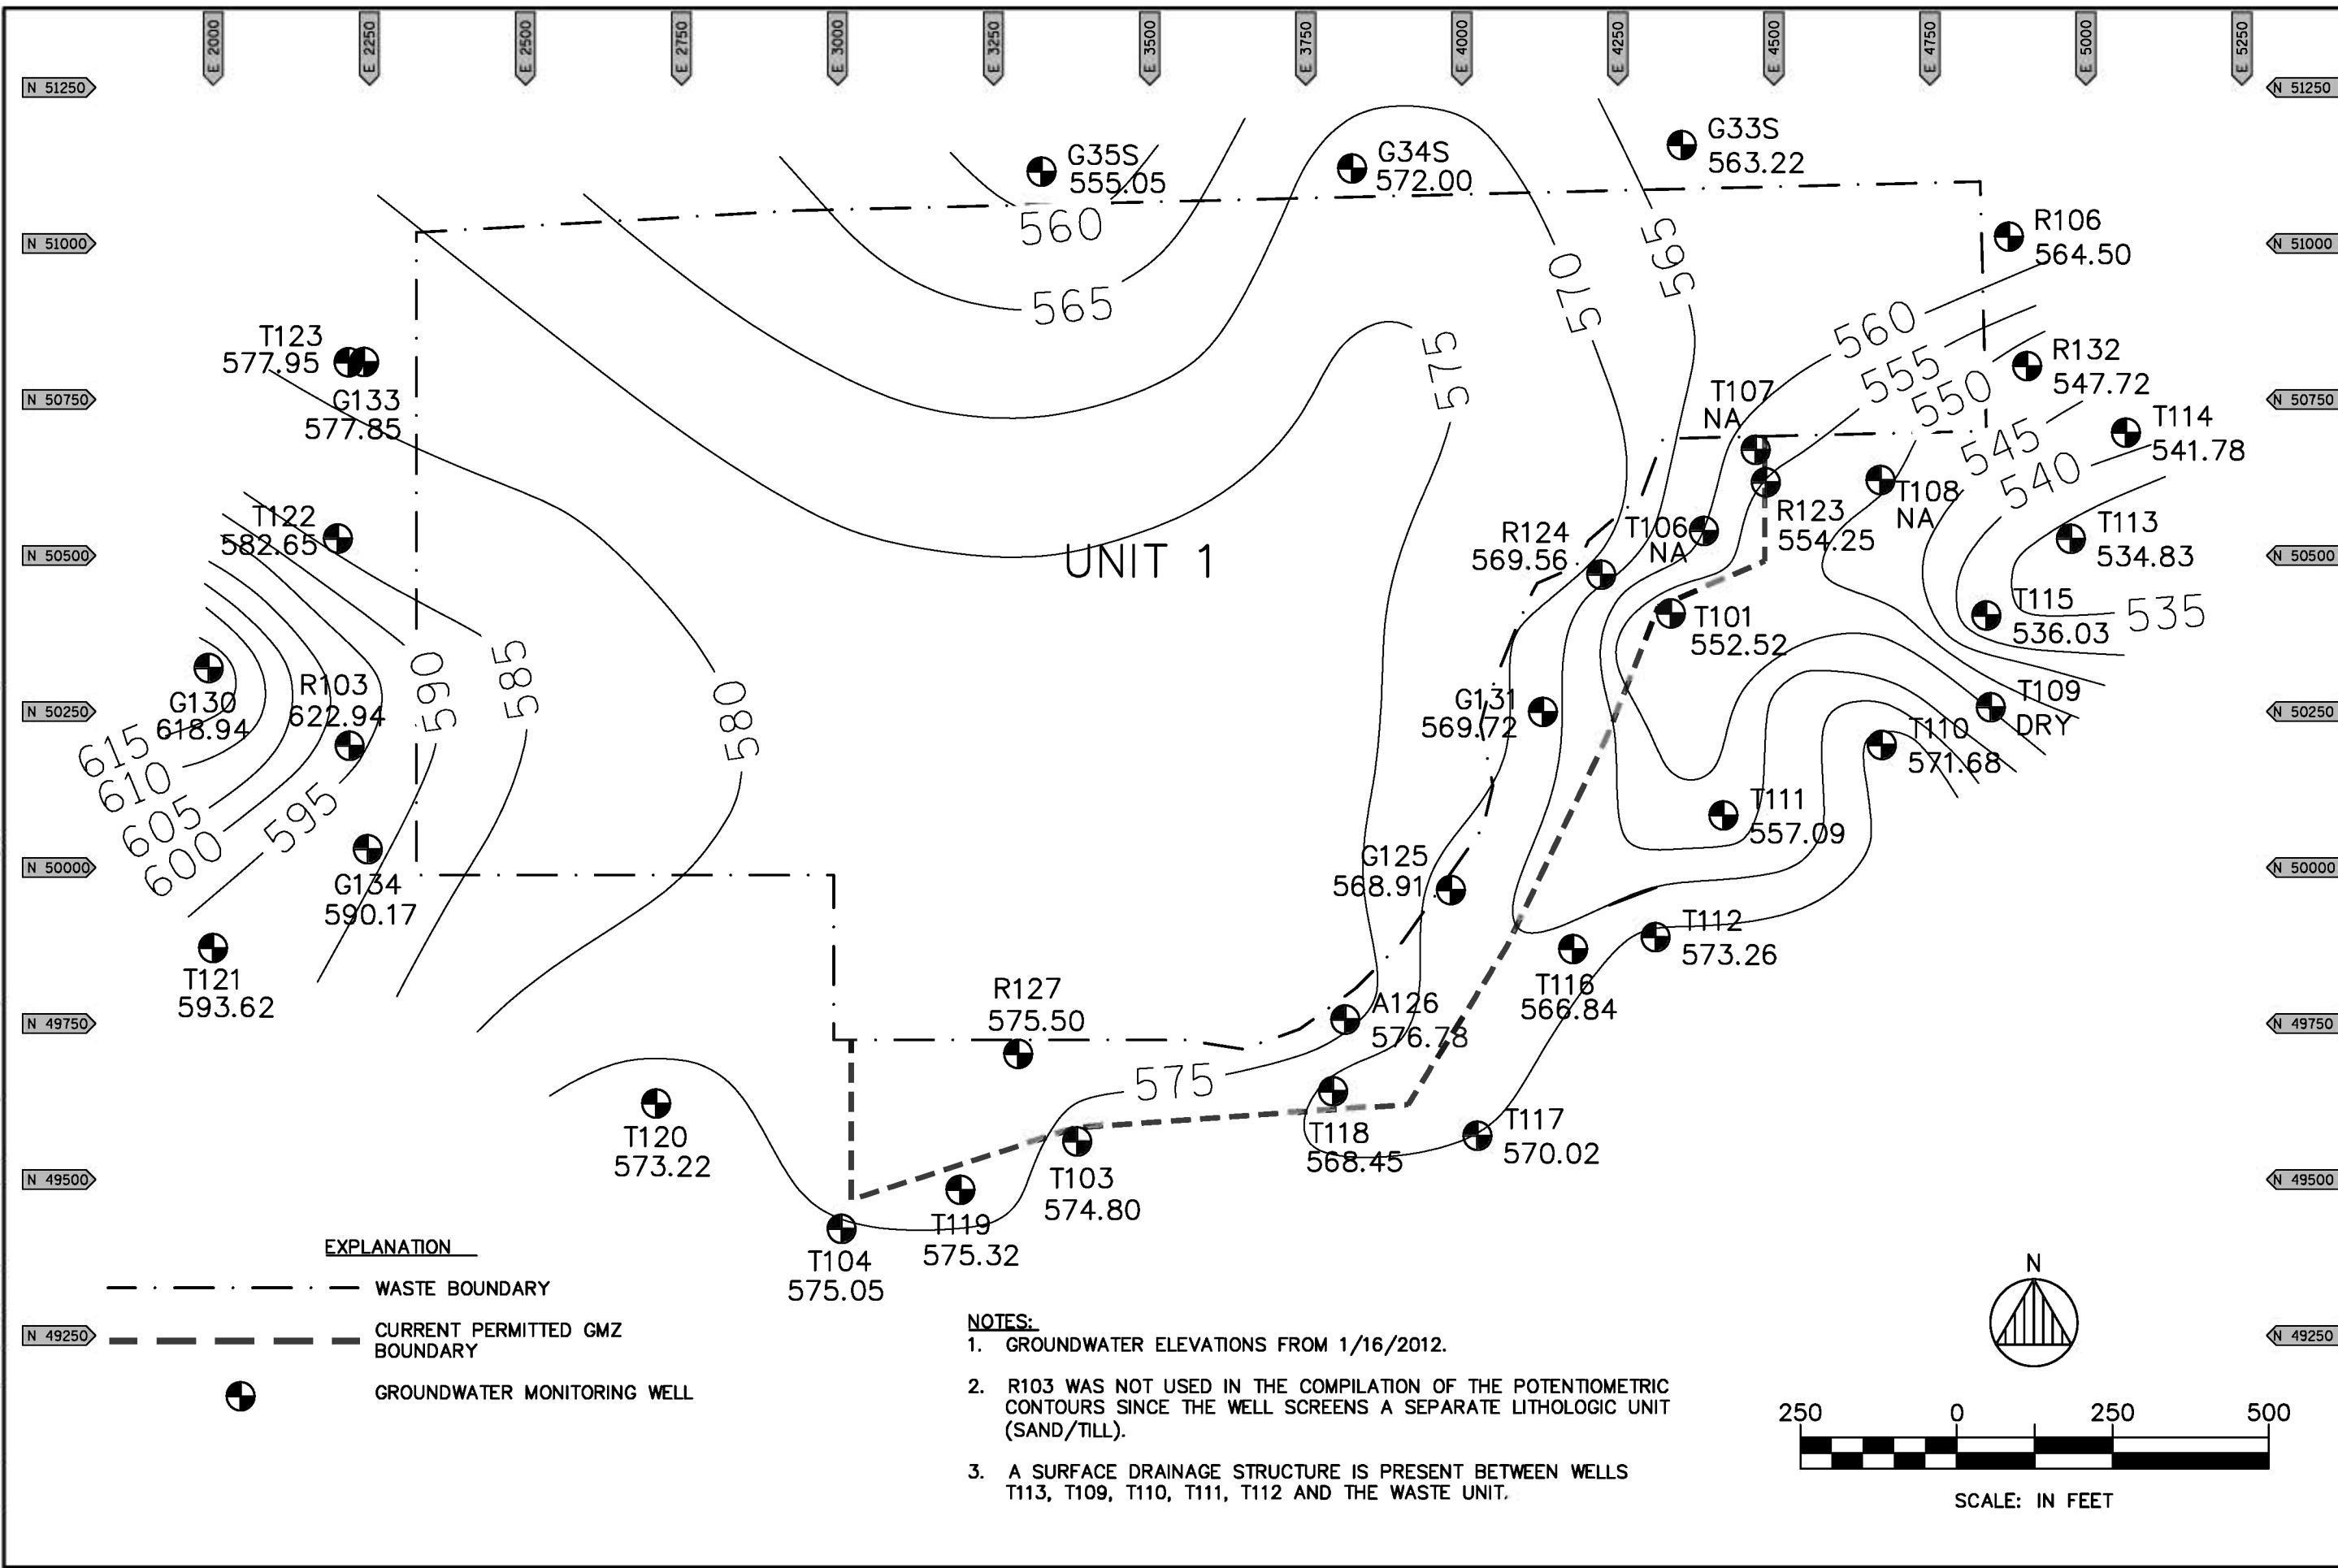 E 2000
E 2250
E 2500
E 2750
E 3000
E 3250
E 3500
E 3750
E 4000
E 4250
E 4500
E 4750
E 5000
E 5250
N 51250
N 51250
G33S
563.22
G35S
555.05
G34S
572.00
R106
564.50
N 51000
N 51000
560
565
570
565
560
T123
577.95
G133
577.85
575
555
550
R132
547.72
N 50750
N 50750
T107
NA
T114
541.78
545
540
T122
582.65
N 50500
N 50500
UNIT 1
R124
569.56
T106
NA
R123
554.25
T108
NA
T113
534.83
T115
536.03
535
T101
552.52
590
585
580
G130
618.94
R103
622.94
N 50250
N 50250
G131
569.72
T109
DRY
T110
571.68
615
610
605
600
595
T111
557.09
N 50000
N 50000
G134
590.17
G125
568.91
T112
573.26
T121
593.62
R127
575.50
A126
576.78
T116
566.84
N 49750
N 49750
575
T120
573.22
T118
568.45
T117
570.02
N 49500
N 49500
T103
574.80
T119
575.32
T104
575.05
EXPLANATION
WASTE BOUNDARY
CURRENT PERMITTED GMZ
BOUNDARY
GROUNDWATER MONITORING WELL
N 49250
N 49250
NOTES:
1. GROUNDWATER ELEVATIONS FROM 1/16/2012.
2. R103 WAS NOT USED IN THE COMPILATION OF THE POTENTIOMETRIC
CONTOURS SINCE THE WELL SCREENS A SEPARATE LITHOLOGIC UNIT
(SAND/TILL).
3. A SURFACE DRAINAGE STRUCTURE IS PRESENT BETWEEN WELLS
T113, T109, T110, T111, T112 AND THE WASTE UNIT.
N
250 0 250 500
SCALE: IN FEET